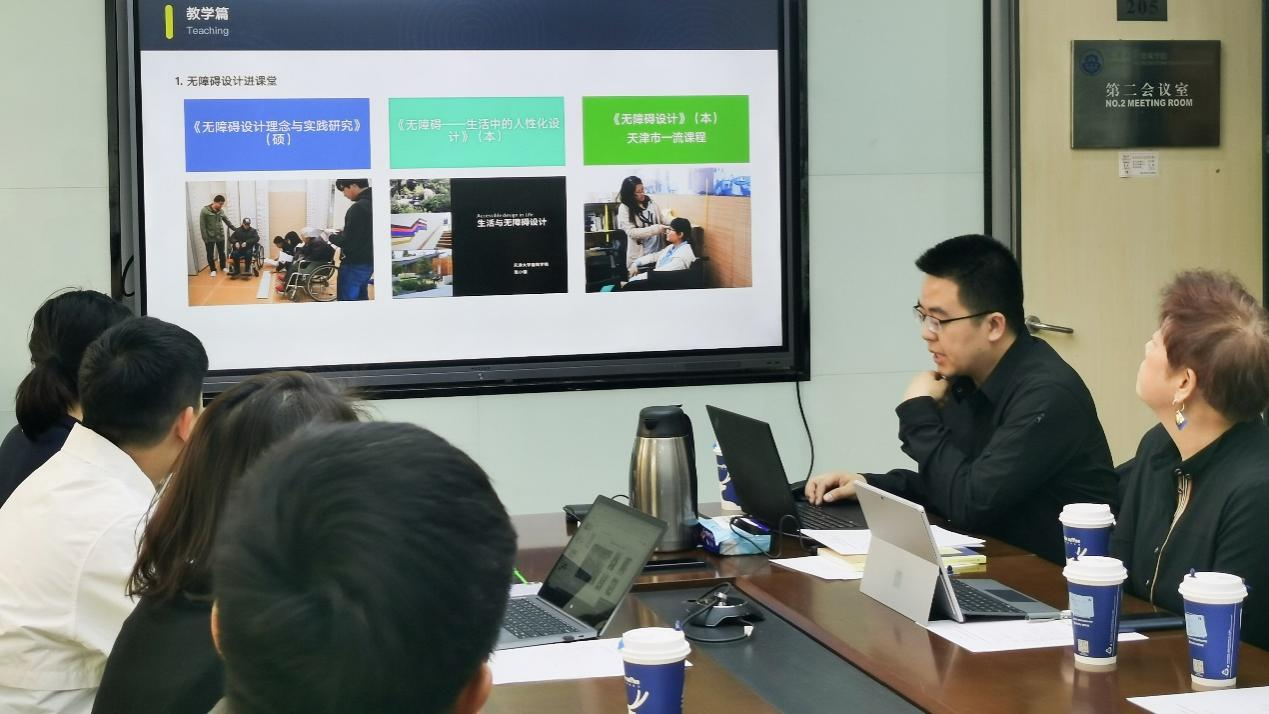 教学篇
Teaching
205
1. 无障碍设计进课堂
第二会议室
NO.2 MEETING ROOM
《无障碍设计理念与实践研究》
（硕）
《无障碍——生活中的人性化设
计》（本）
《无障碍设计》（本）
天津市一流课程
Accessible design in Life
生活与无障碍设计